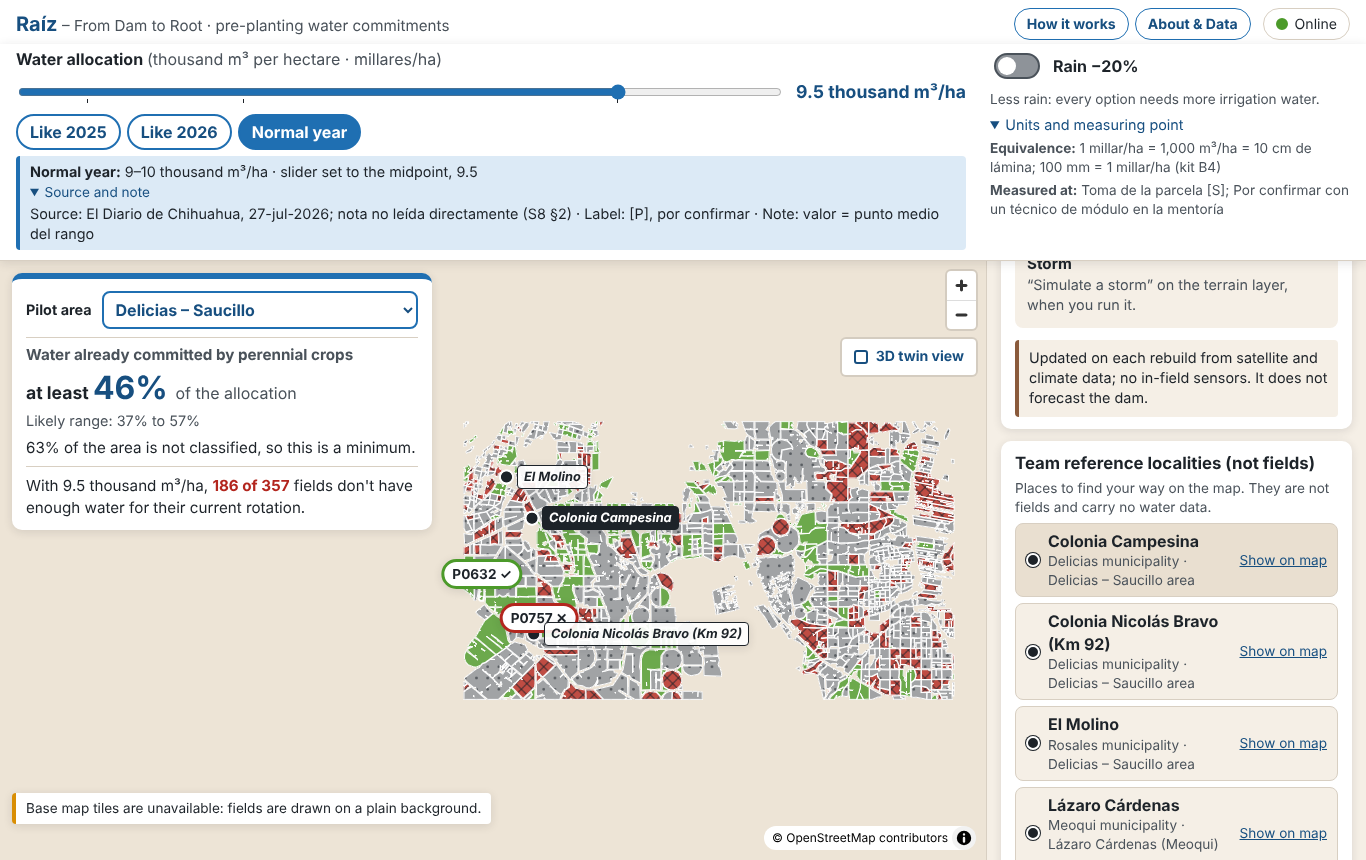 Raíz – From Dam to Root · pre-planting water commitments
How it works
About & Data
Online
Water allocation (thousand m³ per hectare · millares/ha)
9.5 thousand m³/ha
Like 2025
Like 2026
Normal year
Normal year: 9–10 thousand m³/ha · slider set to the midpoint, 9.5
▼ Source and note
Source: El Diario de Chihuahua, 27-jul-2026; nota no leída directamente (S8 §2) · Label: [P], por confirmar · Note: valor = punto medio
del rango
Rain −20%
Less rain: every option needs more irrigation water.
▼ Units and measuring point
Equivalence: 1 millar/ha = 1,000 m³/ha = 10 cm de
lámina; 100 mm = 1 millar/ha (kit B4)
Measured at: Toma de la parcela [S]; Por confirmar con
un técnico de módulo en la mentoría
Pilot area
Delicias – Saucillo
Water already committed by perennial crops
at least 46% of the allocation
Likely range: 37% to 57%
63% of the area is not classified, so this is a minimum.
With 9.5 thousand m³/ha, 186 of 357 fields don't have
enough water for their current rotation.
+
−
3D twin view
El Molino
Colonia Campesina
P0632 ✓
P0757 ✕
Colonia Nicolás Bravo (Km 92)
Base map tiles are unavailable: fields are drawn on a plain background.
© OpenStreetMap contributors
Storm
“Simulate a storm” on the terrain layer,
when you run it.
Updated on each rebuild from satellite and
climate data; no in-field sensors. It does not
forecast the dam.
Team reference localities (not fields)
Places to find your way on the map. They are not
fields and carry no water data.
Colonia Campesina
Delicias municipality ·
Delicias – Saucillo area
Show on map
Colonia Nicolás Bravo
(Km 92)
Delicias municipality ·
Delicias – Saucillo area
Show on map
El Molino
Rosales municipality ·
Delicias – Saucillo area
Show on map
Lázaro Cárdenas
Meoqui municipality ·
Lázaro Cárdenas (Meoqui)
Show on map